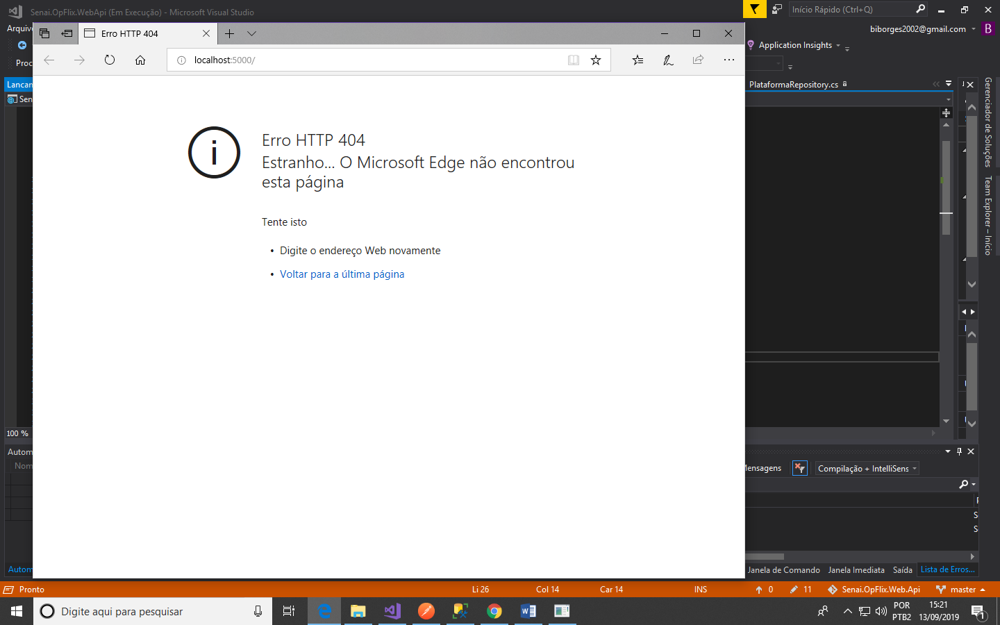 Senai.OpFlix.WebApi (Em Execução) - Microsoft Visual Studio
Início Rápido (Ctrl+Q)
Arquivo
biborges2002@gmail.com
B
Erro HTTP 404
Application Insights
localhost:5000/
Proc
Lancan
PlataformaRepository.cs
Sen
Gerenciador de Soluções
Team Explorer – Início
Erro HTTP 404
Estranho... O Microsoft Edge não encontrou
esta página
Tente isto
• Digite o endereço Web novamente
• Voltar para a última página
100 %
Autom
Nom
Mensagens
Compilação + IntelliSens
Autom
Janela de Comando
Janela Imediata
Saída
Lista de Erros...
Pronto
Li 26
Col 14
Car 14
INS
0
11
Senai.OpFlix.Web.Api
master
Digite aqui para pesquisar
POR
PTB2
15:21
13/09/2019
1